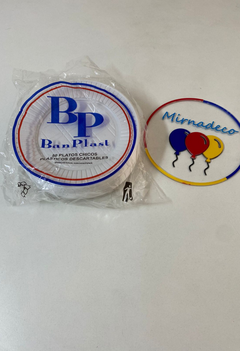 BP
BanPlast
PLATOS CHICOS
PLASTICOS DESCARTABLES
Mirnadeco